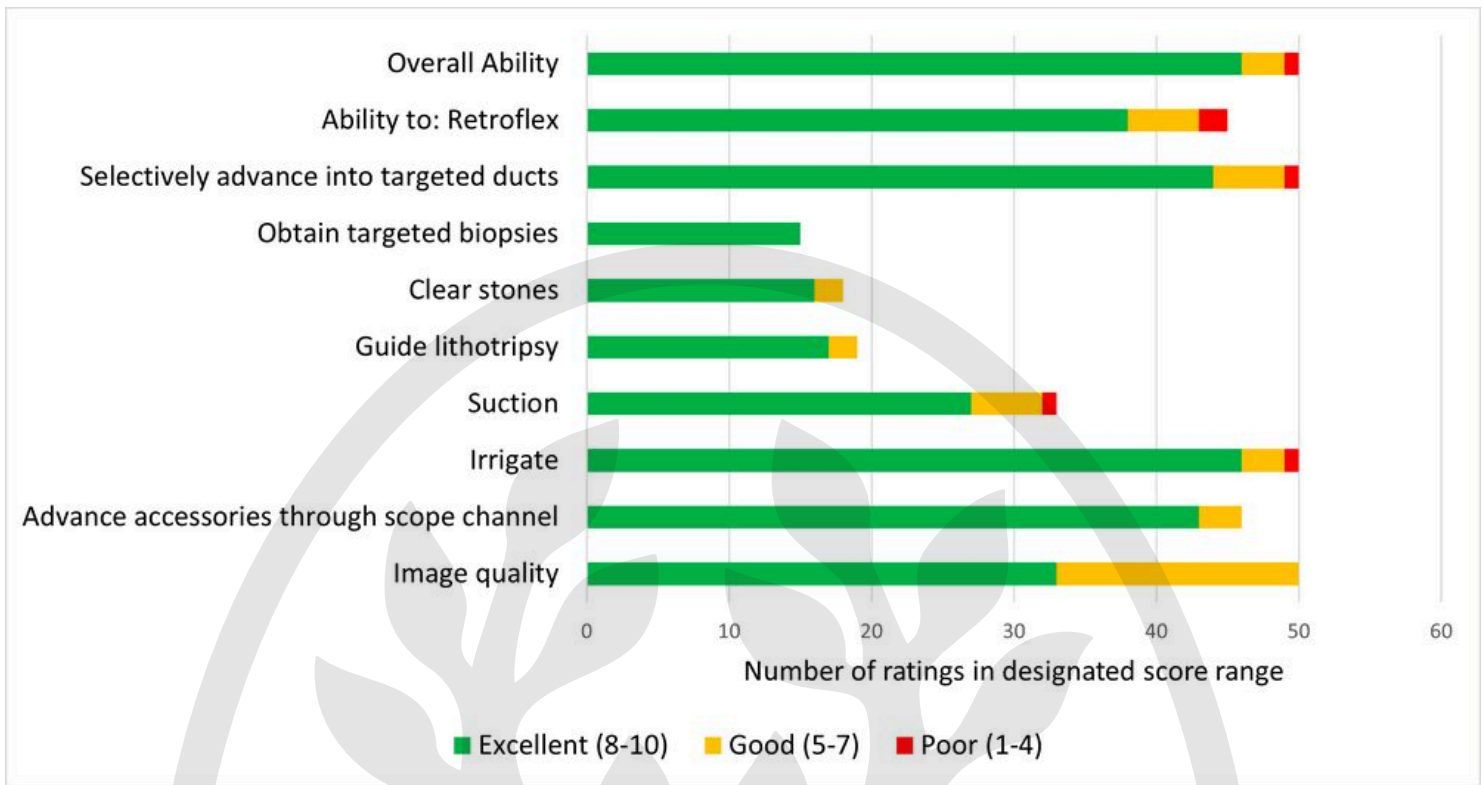 Overall Ability
Ability to: Retroflex
Selectively advance into targeted ducts
Obtain targeted biopsies
Clear stones
Guide lithotripsy
Suction
Irrigate
Advance accessories through scope channel
Image quality
0 10 20 30 40 50 60
Number of ratings in designated score range
Excellent (8-10) Good (5-7) Poor (1-4)